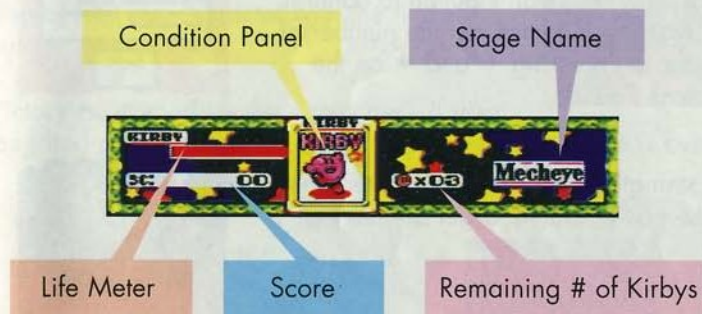 Condition Panel
Stage Name
KIRBY
KIRBY
KIRBY
SC:
00
x03
Mecheye
Life Meter
Score
Remaining # of Kirbys